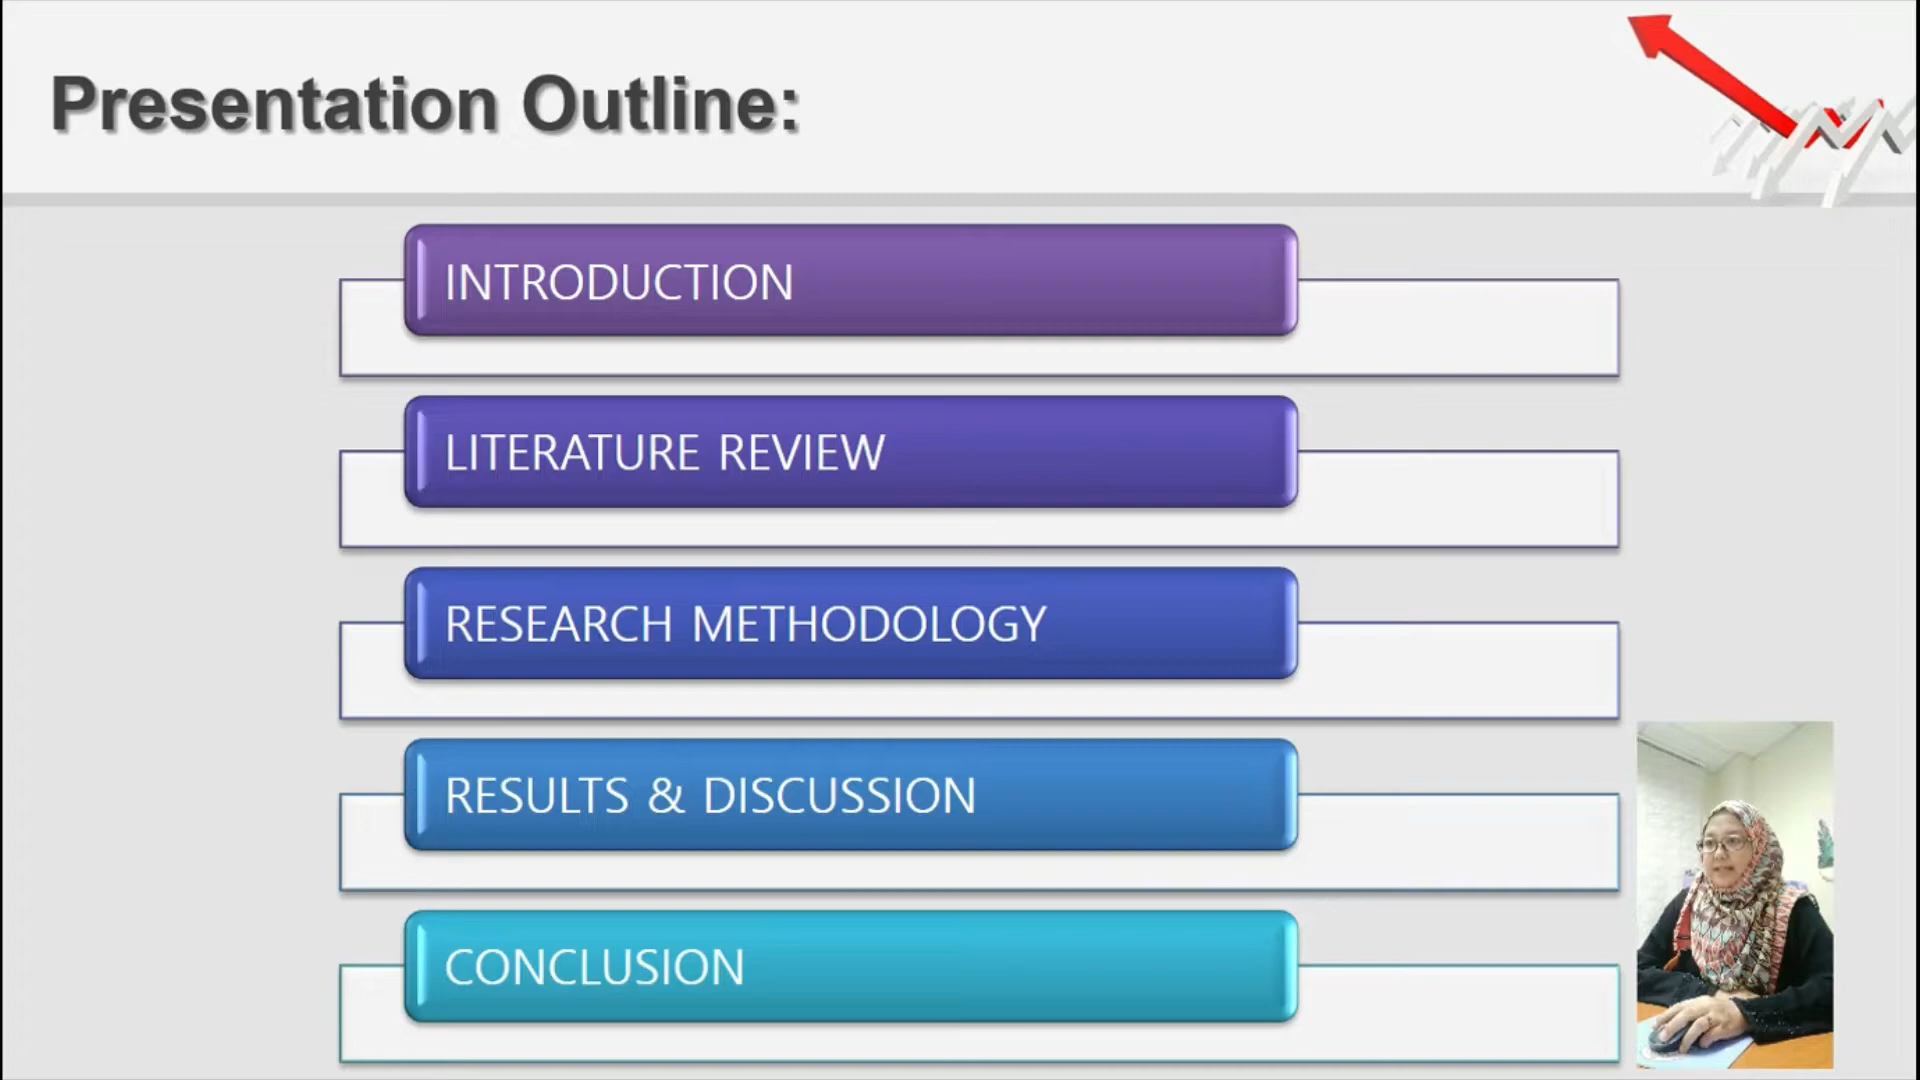 Presentation Outline:
INTRODUCTION
LITERATURE REVIEW
RESEARCH METHODOLOGY
RESULTS & DISCUSSION
CONCLUSION